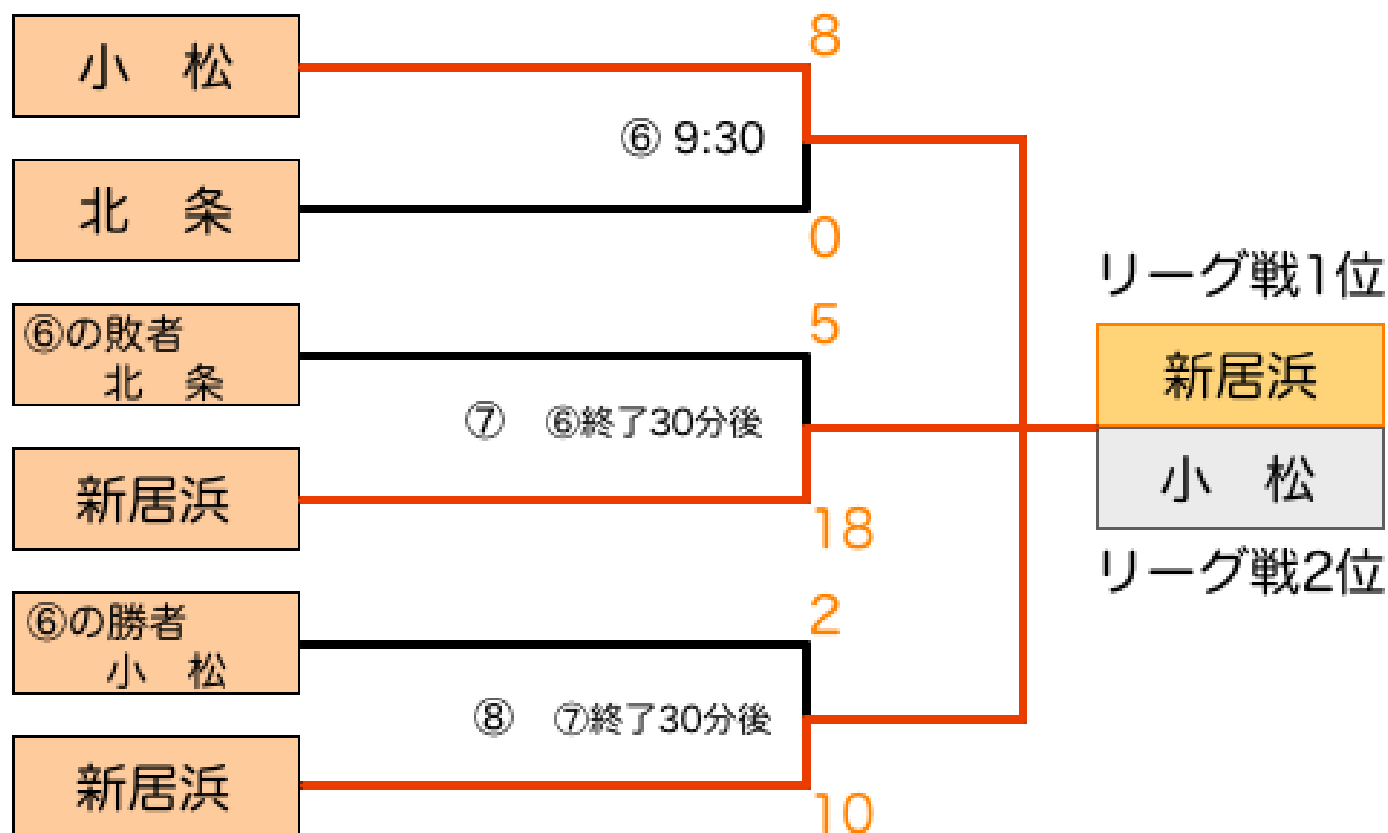 小　松
8
⑥ 9:30
北　条
0
⑥の敗者
北　条
5
⑦　⑥終了30分後
新居浜
18
⑥の勝者
小　松
2
⑧　⑦終了30分後
新居浜
10
リーグ戦1位
新居浜
小　松
リーグ戦2位